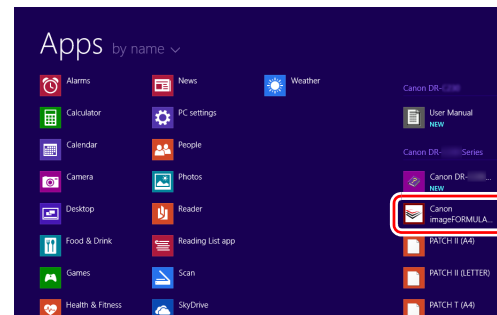 Apps by name
Alarms
Calculator
Calendar
Camera
Desktop
Food & Drink
Games
Health & Fitness
News
PC settings
People
Photos
Reader
Reading List app
Scan
SkyDrive
Weather
Canon DR-
User Manual
NEW
Canon DR- Series
Canon DR- ...
NEW
Canon
imageFORMULA...
PATCH II (A4)
PATCH II (LETTER)
PATCH T (A4)